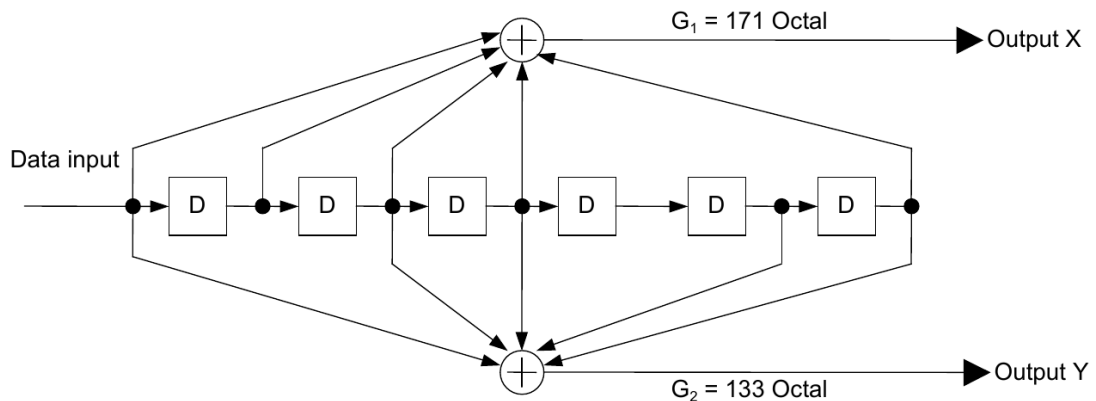 G₁ = 171 Octal
Output X
Data input
D D D D D D
Output Y
G₂ = 133 Octal